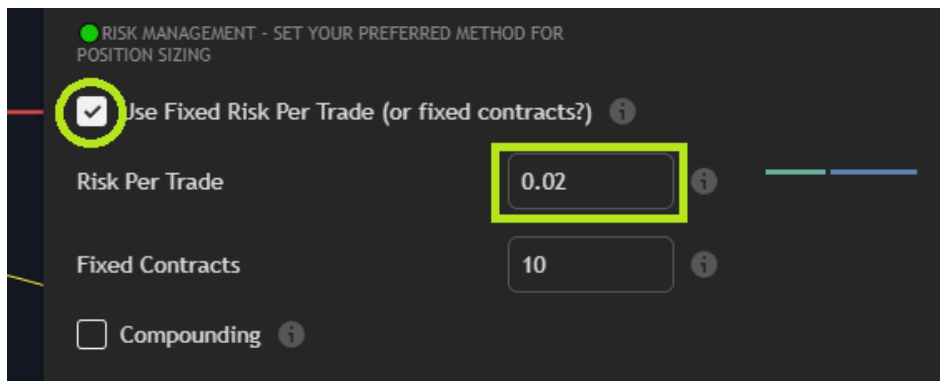 RISK MANAGEMENT - SET YOUR PREFERRED METHOD FOR
POSITION SIZING
Use Fixed Risk Per Trade (or fixed contracts?)
Risk Per Trade 0.02
Fixed Contracts 10
Compounding